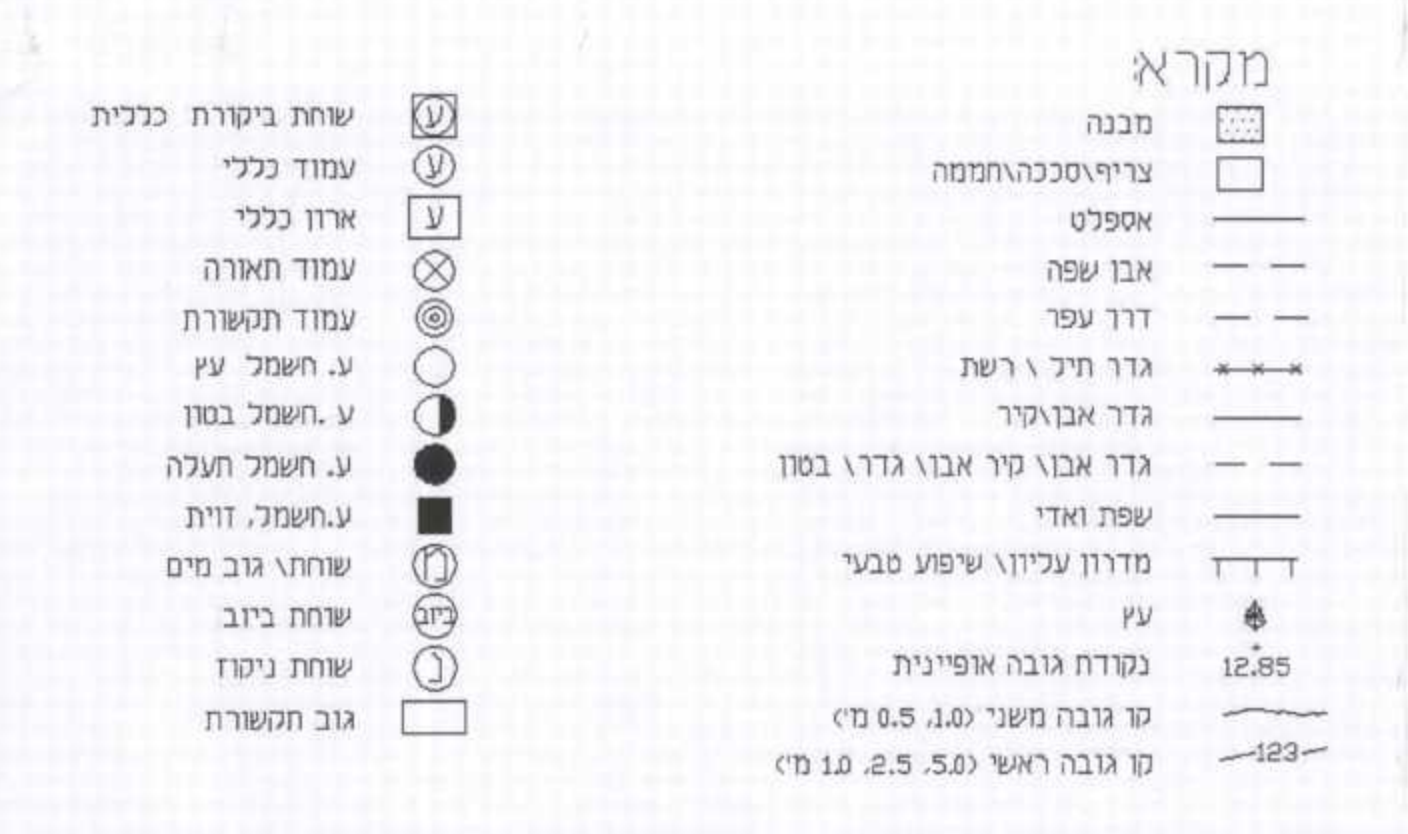 מקרא:
מבנה
צריף\סככה\חממה
אספלט
אבן שפה
דרך עפר
גדר תיל \ רשת
גדר אבן\קיר
גדר אבן\ קיר אבן\ גדר\ בטון
שפת ואדי
מדרון עליון\ שיפוע טבעי
עץ
נקודת גובה אופיינית 12.85
קו גובה משני (1.0, 0.5 מ')
קו גובה ראשי (5.0, 2.5, 1.0 מ') 123
ע שוחת ביקורת כללית
ע עמוד כללי
ע ארון כללי
עמוד תאורה
עמוד תקשורת
ע. חשמל עץ
ע .חשמל בטון
ע. חשמל תעלה
ע.חשמל. זוית
מ שוחת\ גוב מים
ביוב שוחת ביוב
נ שוחת ניקוז
גוב תקשורת